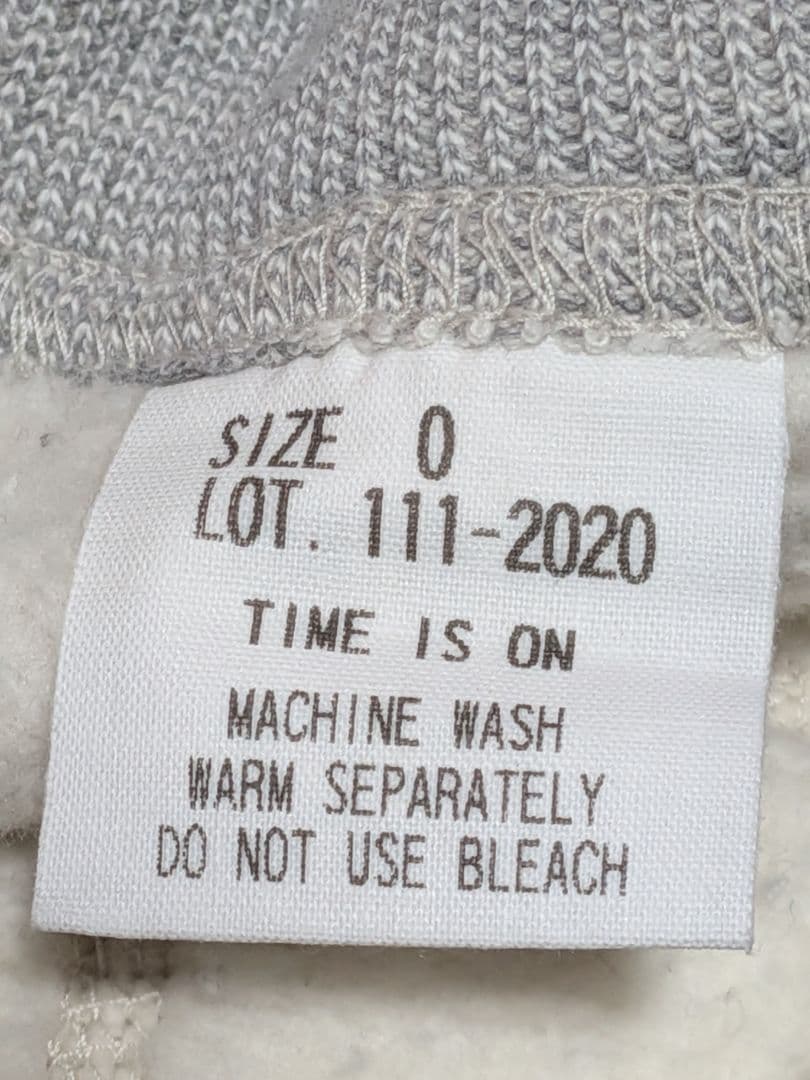 SIZE 0
LOT. 111-2020
TIME IS ON
MACHINE WASH
WARM SEPARATELY
DO NOT USE BLEACH